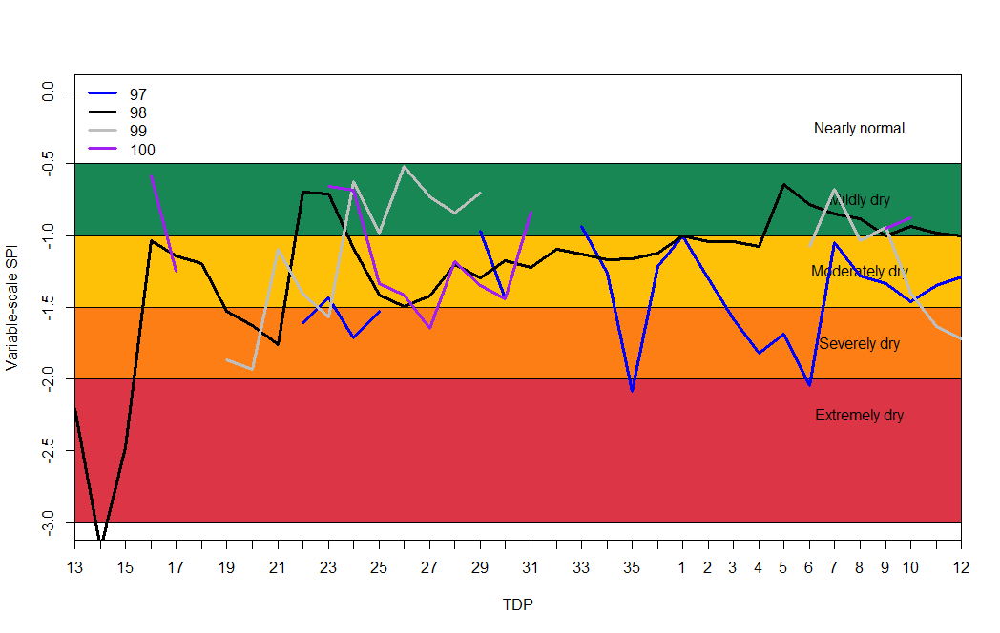 97
98
99
100
Nearly normal
Mildly dry
Moderately dry
Severely dry
Extremely dry
0.0
-0.5
-1.0
-1.5
-2.0
-2.5
-3.0
Variable-scale SPI
13 15 17 19 21 23 25 27 29 31 33 35 1 2 3 4 5 6 7 8 9 10 12
TDP